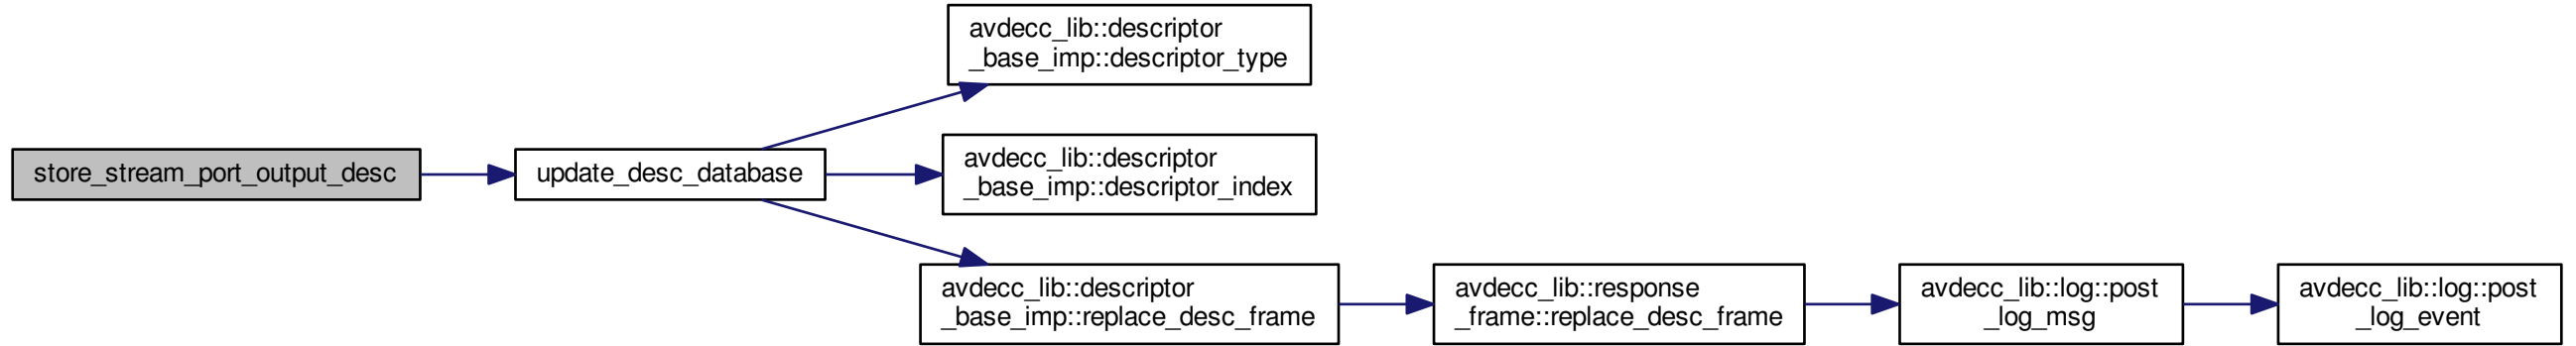 avdecc_lib::descriptor
_base_imp::descriptor_type
store_stream_port_output_desc
update_desc_database
avdecc_lib::descriptor
_base_imp::descriptor_index
avdecc_lib::descriptor
_base_imp::replace_desc_frame
avdecc_lib::response
_frame::replace_desc_frame
avdecc_lib::log::post
_log_msg
avdecc_lib::log::post
_log_event